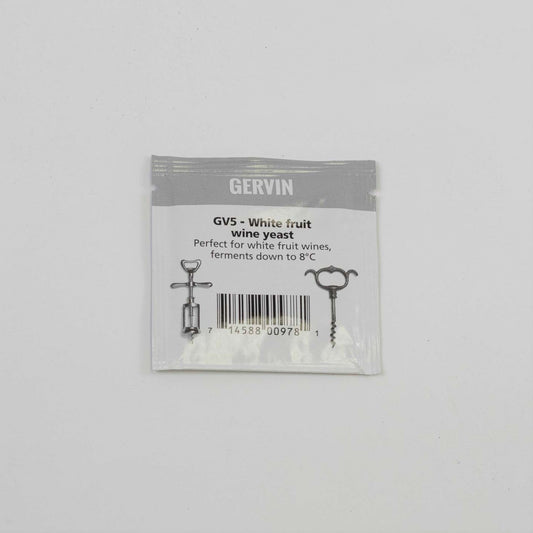 GERVIN
GV5 - White fruit
wine yeast
Perfect for white fruit wines,
ferments down to 8°C
7 14588 00978 1